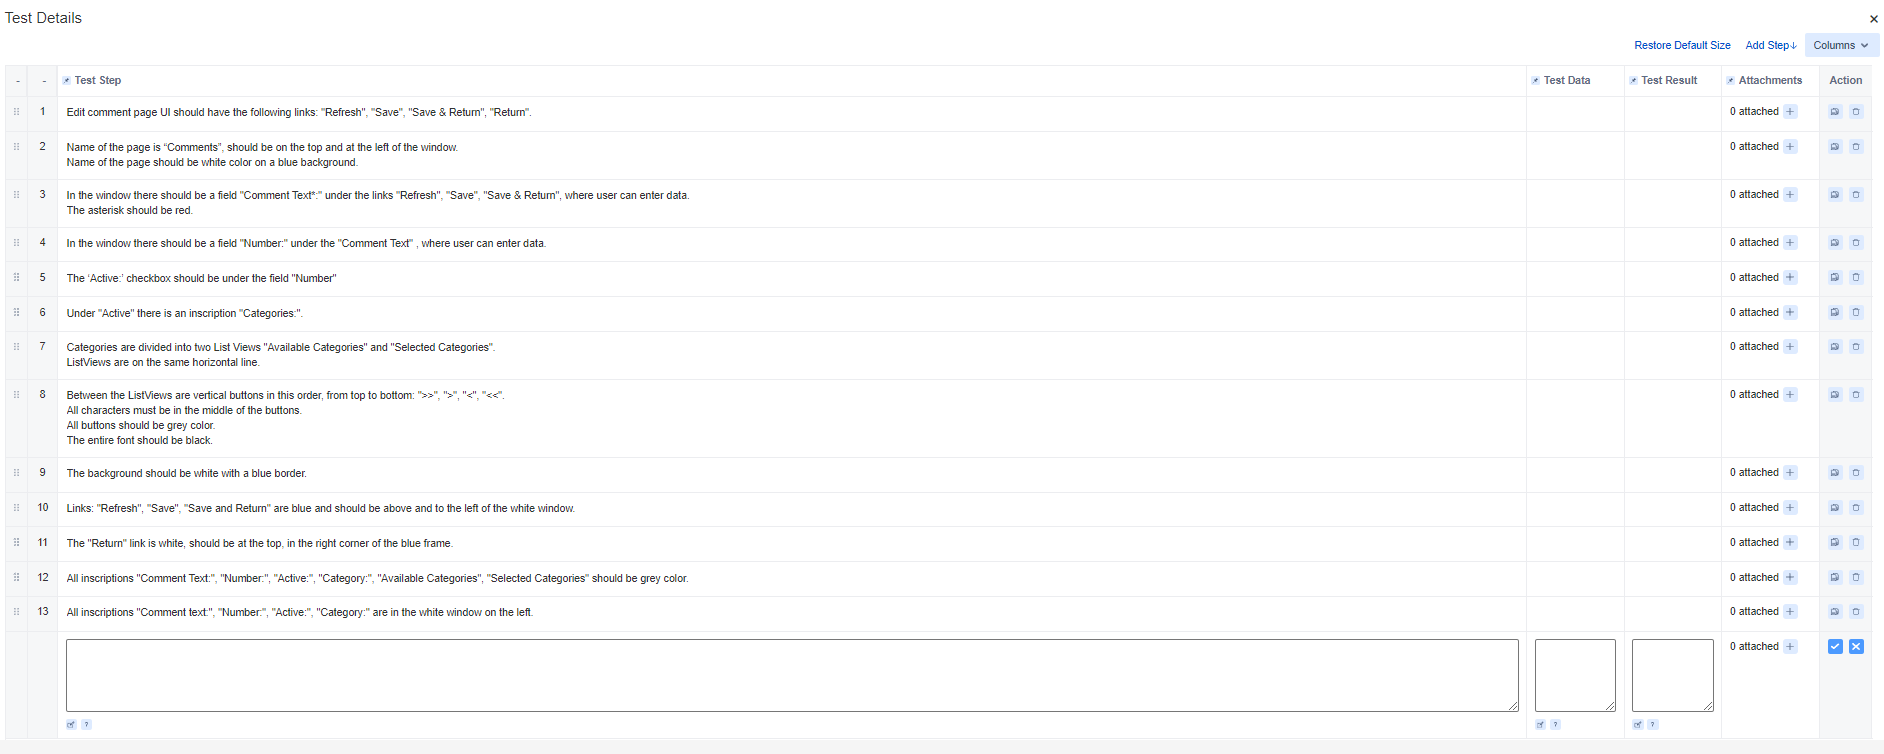 Test Details
×
Restore Default Size Add Step↓ Columns
- - Test Step Test Data Test Result Attachments Action
1 Edit comment page UI should have the following links: "Refresh", "Save", "Save & Return", "Return". 0 attached +
2 Name of the page is “Comments”, should be on the top and at the left of the window. 0 attached +
Name of the page should be white color on a blue background.
3 In the window there should be a field "Comment Text*:" under the links "Refresh", "Save", "Save & Return", where user can enter data. 0 attached +
The asterisk should be red.
4 In the window there should be a field "Number:" under the "Comment Text" , where user can enter data. 0 attached +
5 The ‘Active:’ checkbox should be under the field "Number" 0 attached +
6 Under "Active" there is an inscription "Categories:". 0 attached +
7 Categories are divided into two List Views "Available Categories" and "Selected Categories". 0 attached +
ListViews are on the same horizontal line.
8 Between the ListViews are vertical buttons in this order, from top to bottom: ">>", ">", "<", "<<". 0 attached +
All characters must be in the middle of the buttons.
All buttons should be grey color.
The entire font should be black.
9 The background should be white with a blue border. 0 attached +
10 Links: "Refresh", "Save", "Save and Return" are blue and should be above and to the left of the white window. 0 attached +
11 The "Return" link is white, should be at the top, in the right corner of the blue frame. 0 attached +
12 All inscriptions "Comment Text:", "Number:", "Active:", "Category:", "Available Categories", "Selected Categories" should be grey color. 0 attached +
13 All inscriptions "Comment text:", "Number:", "Active:", "Category:" are in the white window on the left. 0 attached +
0 attached +
? ? ?